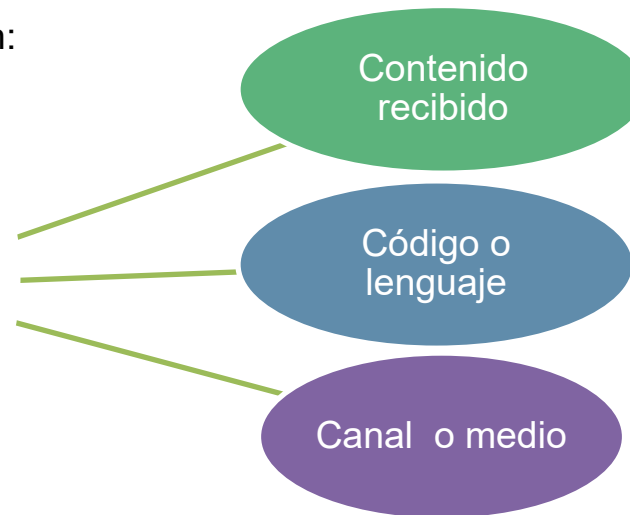 n:
Contenido
recibido
Código o
lenguaje
Canal o medio